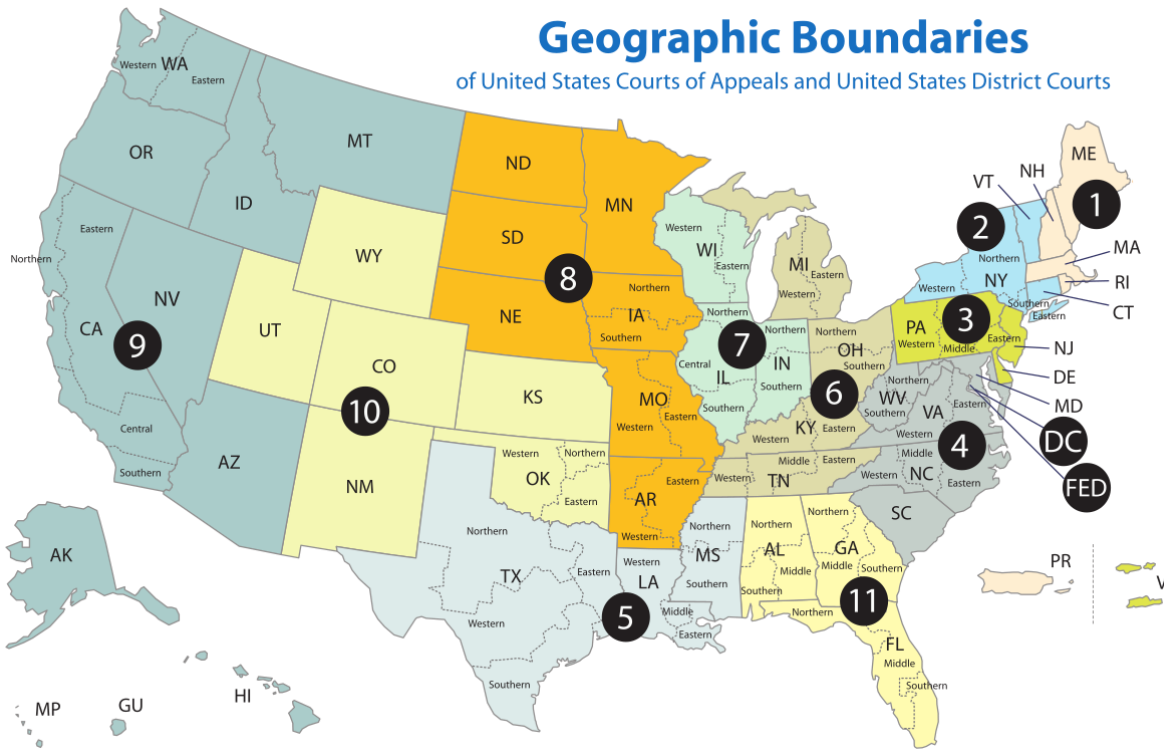 Geographic Boundaries
of United States Courts of Appeals and United States District Courts
Western WA
Eastern
OR
ID
MT
Northern
Eastern
NV
CA
9
Central
Southern
AZ
AK
MP
GU
HI
WY
UT
CO
10
KS
NM
Western
Northern
OK
Eastern
ND
MN
SD
8
NE
Northern
IA
Southern
MO
Eastern
Western
AR
Eastern
Western
Northern
TX
Eastern
Western
Southern
5
Western
LA
Middle
Eastern
Northern
MS
Southern
Western
WI
Eastern
Northern
7
Central
IL
Southern
Northern
IN
Southern
MI
Eastern
Western
Northern
OH
Southern
6
KY
Western
Eastern
Middle
Eastern
Western
TN
Northern
AL
Middle
Southern
Northern
GA
Middle
Southern
11
Northern
FL
Middle
Southern
Northern
WV
Southern
VA
Eastern
Western
4
Middle
Western
NC
Eastern
SC
PA
3
Western
Middle
Eastern
2
Northern
NY
Western
Southern
Eastern
VT
NH
ME
1
MA
RI
CT
NJ
DE
MD
DC
FED
PR